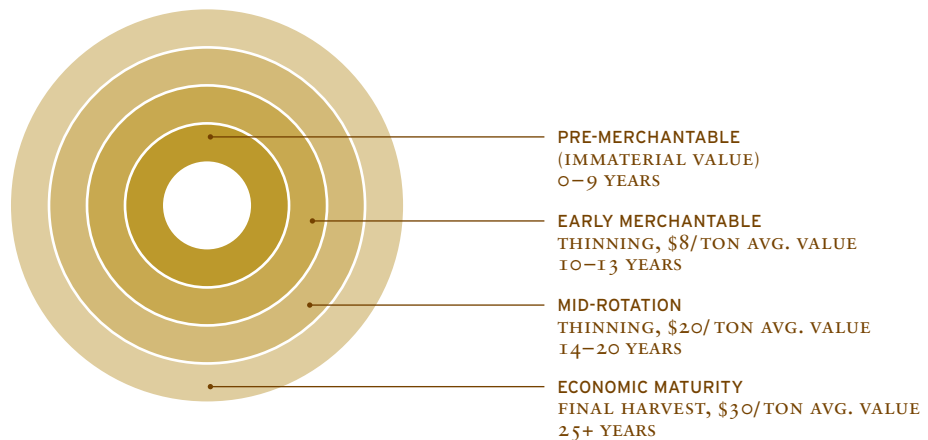 PRE-MERCHANTABLE
(IMMATERIAL VALUE)
0–9 YEARS
EARLY MERCHANTABLE
THINNING, $8/TON AVG. VALUE
10–13 YEARS
MID-ROTATION
THINNING, $20/TON AVG. VALUE
14–20 YEARS
ECONOMIC MATURITY
FINAL HARVEST, $30/TON AVG. VALUE
25+ YEARS